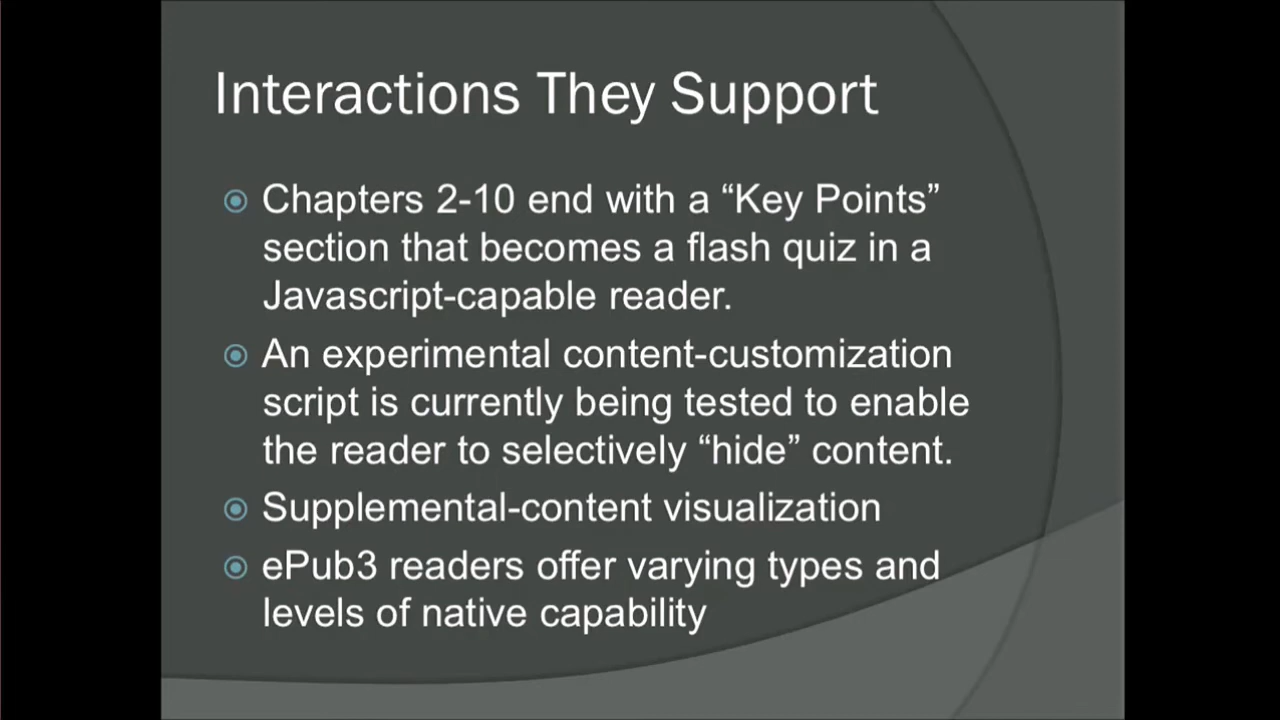 Interactions They Support
Chapters 2-10 end with a “Key Points”
section that becomes a flash quiz in a
Javascript-capable reader.
An experimental content-customization
script is currently being tested to enable
the reader to selectively “hide” content.
Supplemental-content visualization
ePub3 readers offer varying types and
levels of native capability